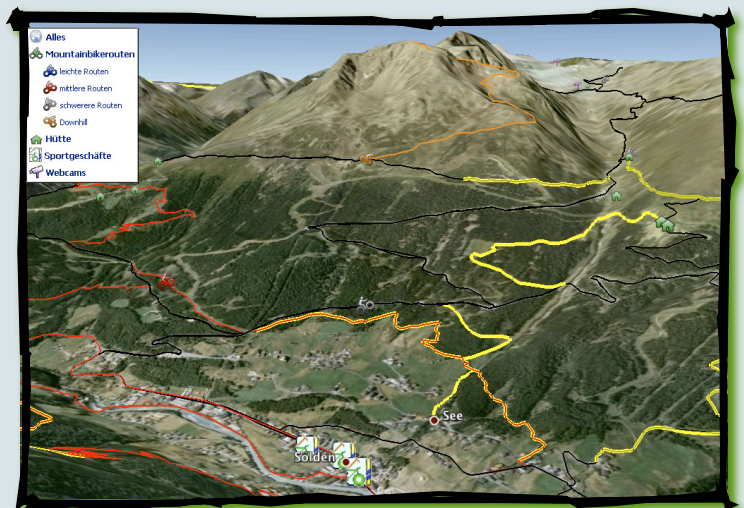 Alles
Mountainbikerouten
leichte Routen
mittlere Routen
schwerere Routen
Downhill
Hütte
Sportgeschäfte
Webcams
See
Sölden